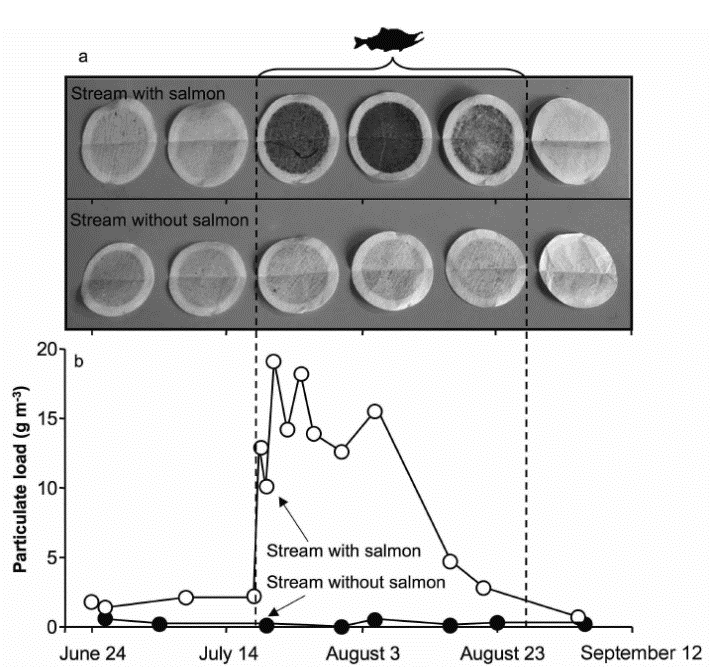 a
Stream with salmon
Stream without salmon
b
20
15
10
5
0
Particulate load (g m-³)
Stream with salmon
Stream without salmon
June 24
July 14
August 3
August 23
September 12